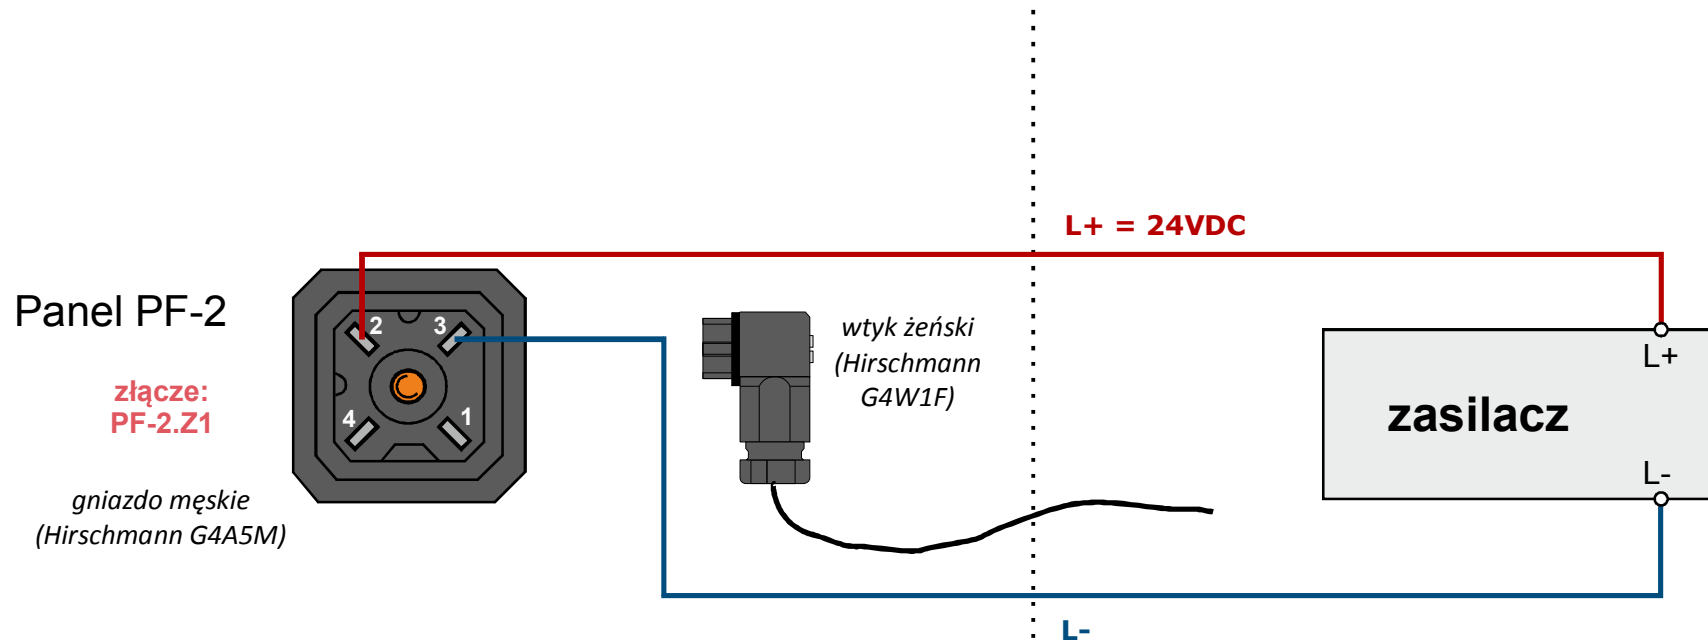 L+ = 24VDC
Panel PF-2
2
3
4
1
złącze:
PF-2.Z1
gniazdo męskie
(Hirschmann G4A5M)
wtyk żeński
(Hirschmann
G4W1F)
L+
zasilacz
L-
L-